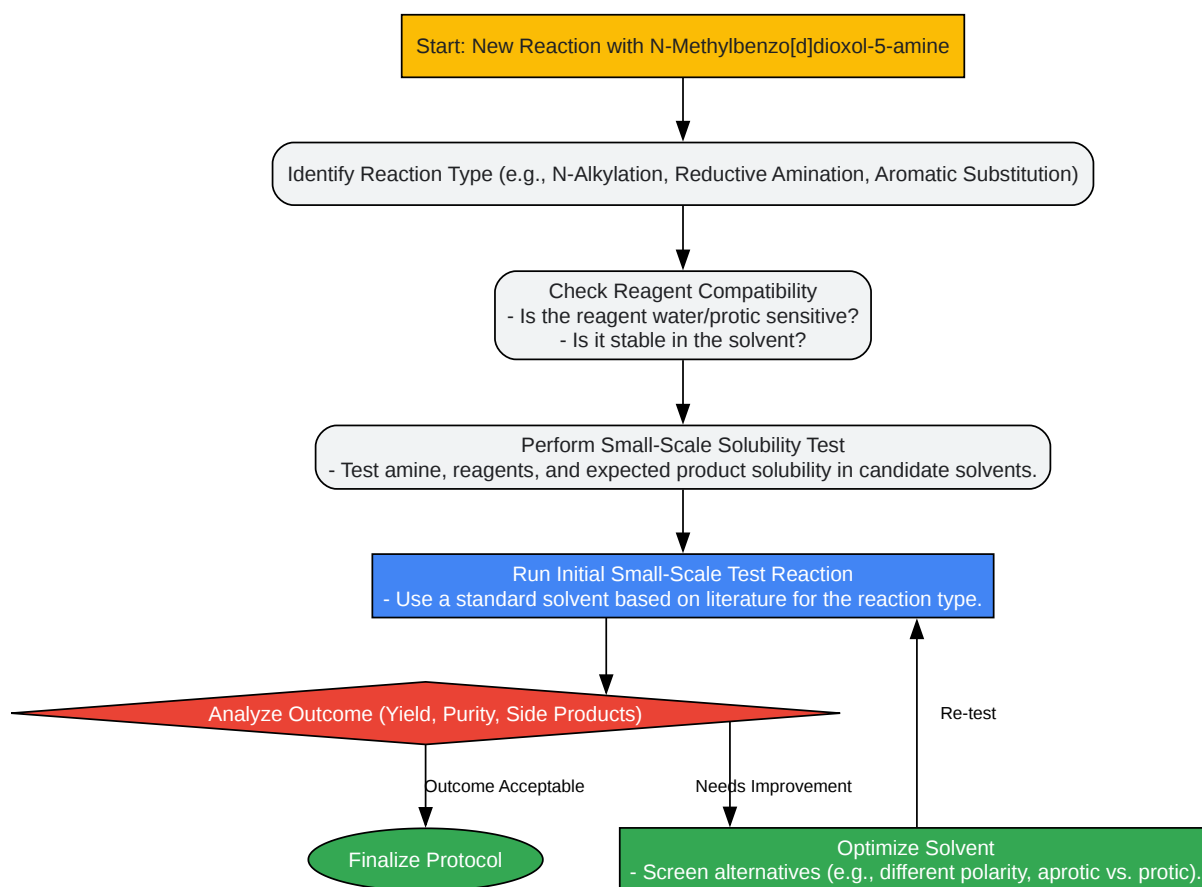 Start: New Reaction with N-Methylbenzo[d]dioxol-5-amine
Identify Reaction Type (e.g., N-Alkylation, Reductive Amination, Aromatic Substitution)
Check Reagent Compatibility
- Is the reagent water/protic sensitive?
- Is it stable in the solvent?
Perform Small-Scale Solubility Test
- Test amine, reagents, and expected product solubility in candidate solvents.
Run Initial Small-Scale Test Reaction
- Use a standard solvent based on literature for the reaction type.
Analyze Outcome (Yield, Purity, Side Products)
Re-test
Outcome Acceptable
Needs Improvement
Finalize Protocol
Optimize Solvent
- Screen alternatives (e.g., different polarity, aprotic vs. protic).